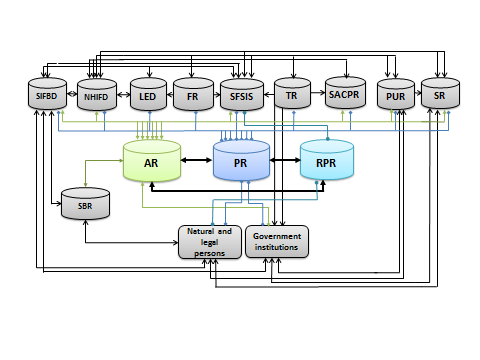 SIFBD NHIFD LED FR SFSIS TR SACPR PUR SR
AR PR RPR
SBR
Natural and
legal
persons
Government
institutions